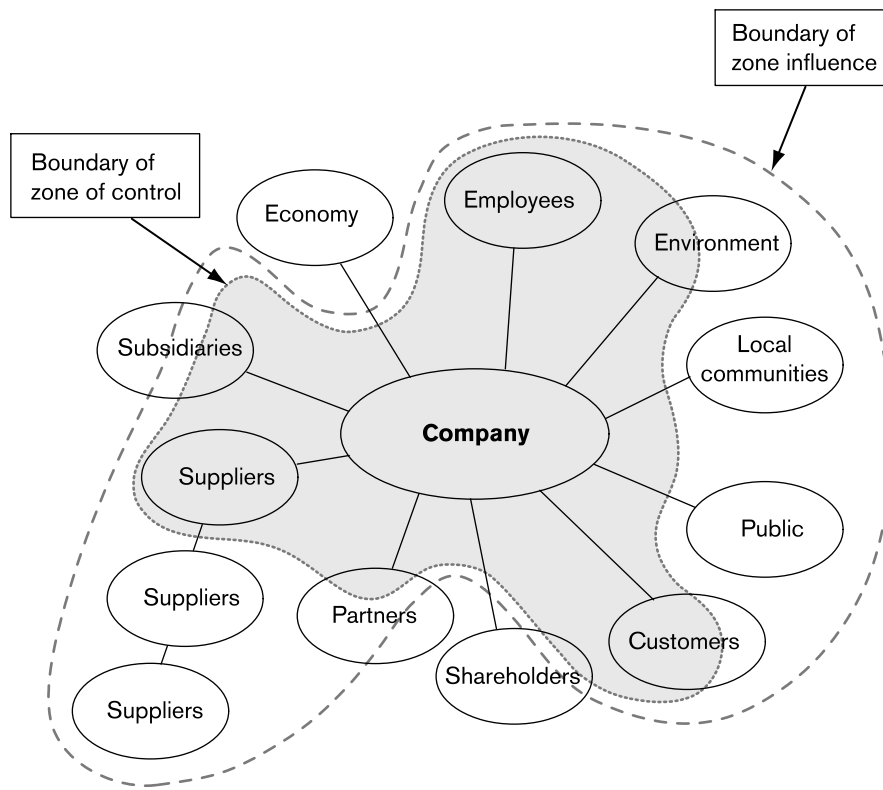 Boundary of
zone influence
Boundary of
zone of control
Economy
Employees
Environment
Subsidiaries
Local
communities
Company
Suppliers
Public
Suppliers
Partners
Customers
Shareholders
Suppliers